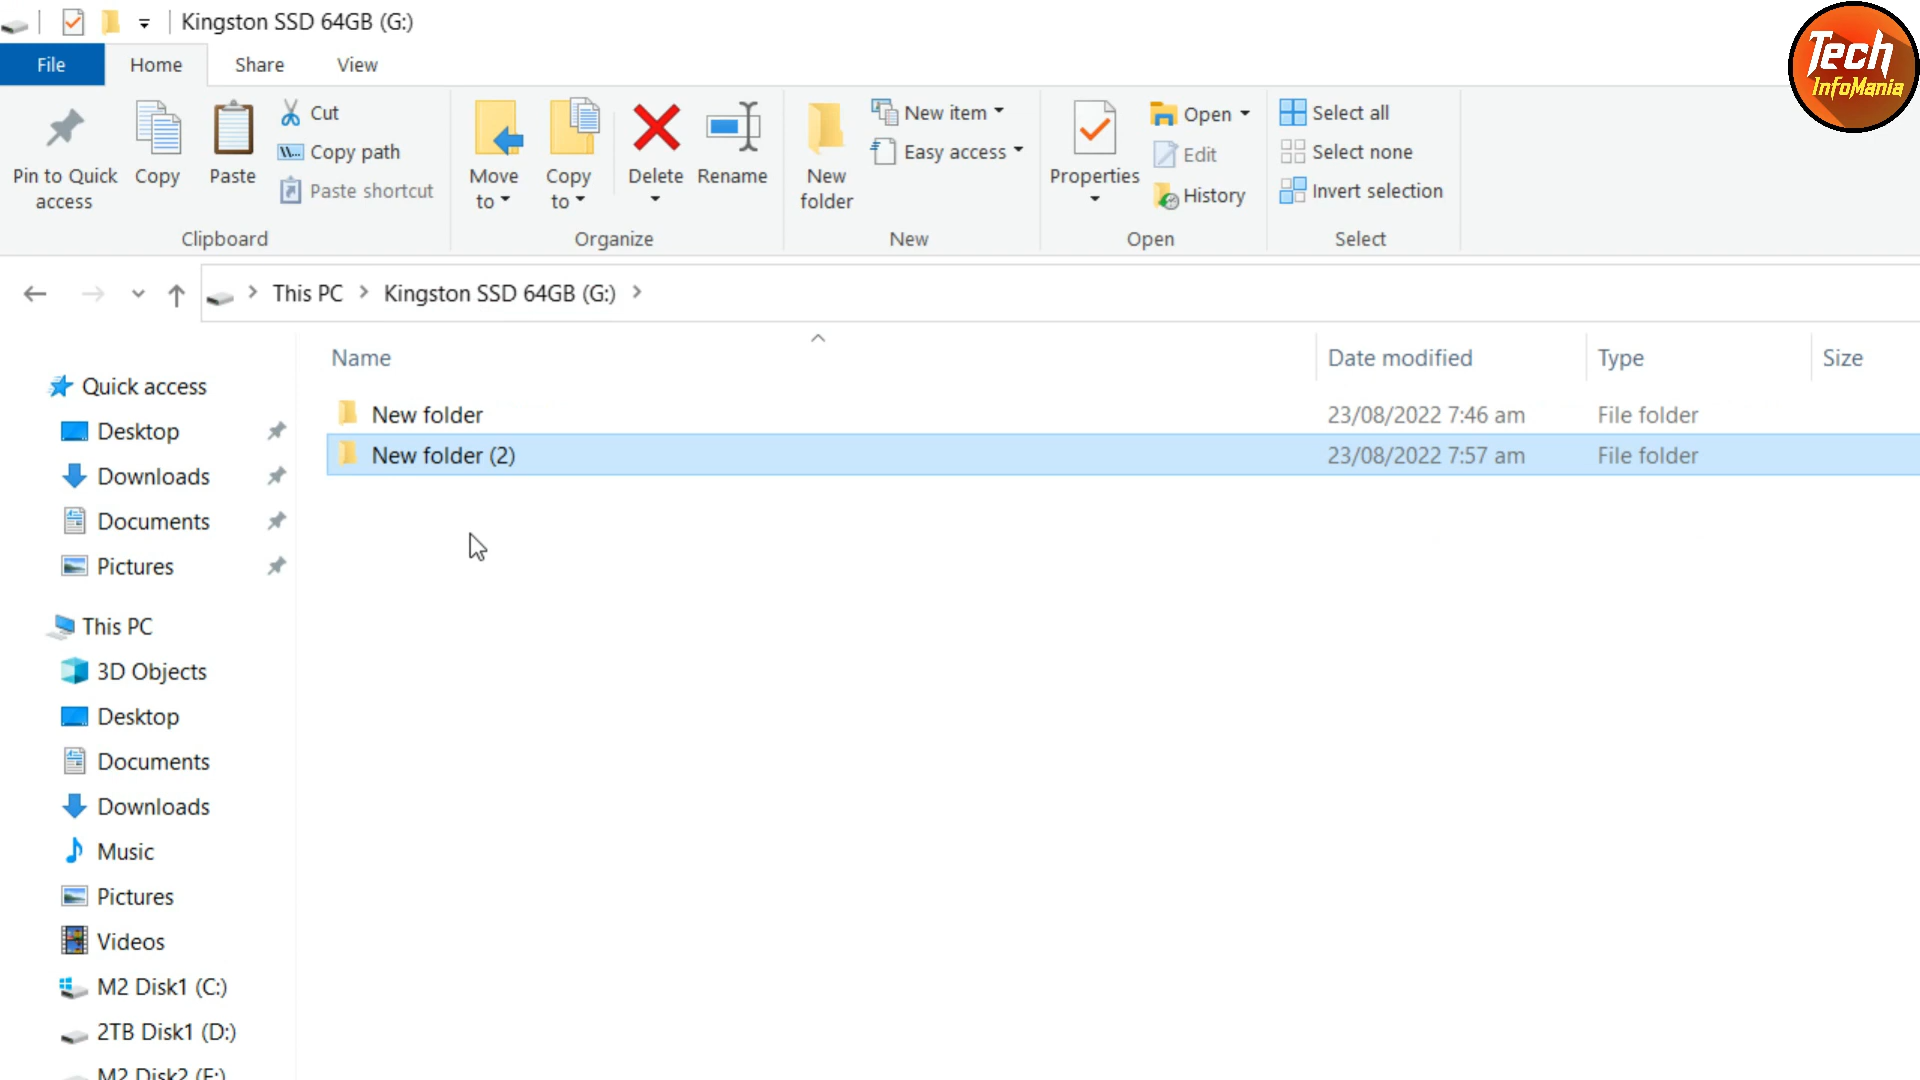 Kingston SSD 64GB (G:)
Tech
InfoMania
File
Home
Share
View
Pin to Quick
access
Copy
Paste
Cut
Copy path
Paste shortcut
Clipboard
Move
to
Copy
to
Delete
Rename
Organize
New
folder
New item
Easy access
New
Properties
Open
Edit
History
Open
Select all
Select none
Invert selection
Select
This PC
Kingston SSD 64GB (G:)
Name
Date modified
Type
Size
New folder
23/08/2022 7:46 am
File folder
New folder (2)
23/08/2022 7:57 am
File folder
Quick access
Desktop
Downloads
Documents
Pictures
This PC
3D Objects
Desktop
Documents
Downloads
Music
Pictures
Videos
M2 Disk1 (C:)
2TB Disk1 (D:)